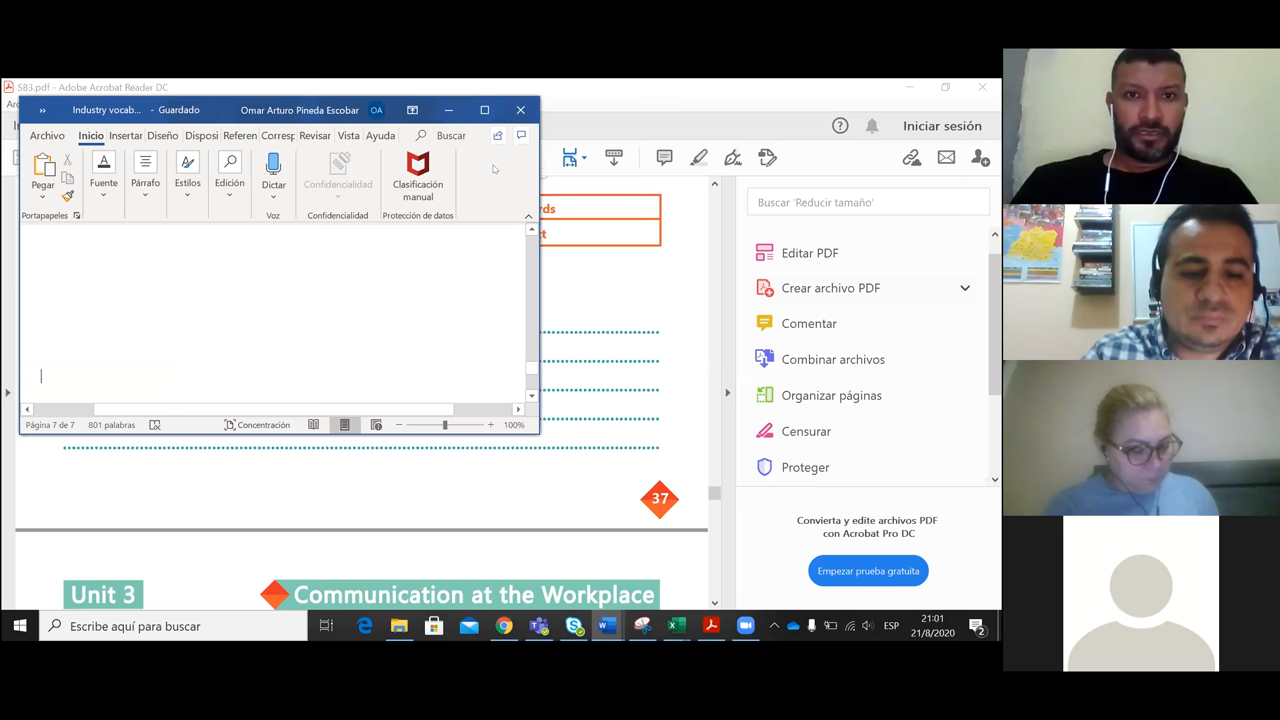 SB3.pdf - Adobe Acrobat Reader DC
Industry vocab... - Guardado
Omar Arturo Pineda Escobar
OA
Archivo Inicio Insertar Diseño Disposi Referen Corresp Revisar Vista Ayuda Buscar
Pegar
Fuente
Párrafo
Estilos
Edición
Dictar
Confidencialidad
Clasificación
manual
Portapapeles
Voz
Confidencialidad
Protección de datos
Página 7 de 7
801 palabras
Concentración
100%
Iniciar sesión
Buscar 'Reducir tamaño'
Editar PDF
Crear archivo PDF
Comentar
Combinar archivos
Organizar páginas
Censurar
Proteger
Convierta y edite archivos PDF
con Acrobat Pro DC
Empezar prueba gratuita
37
Unit 3
Communication at the Workplace
Escribe aquí para buscar
ESP
21:01
21/8/2020
2